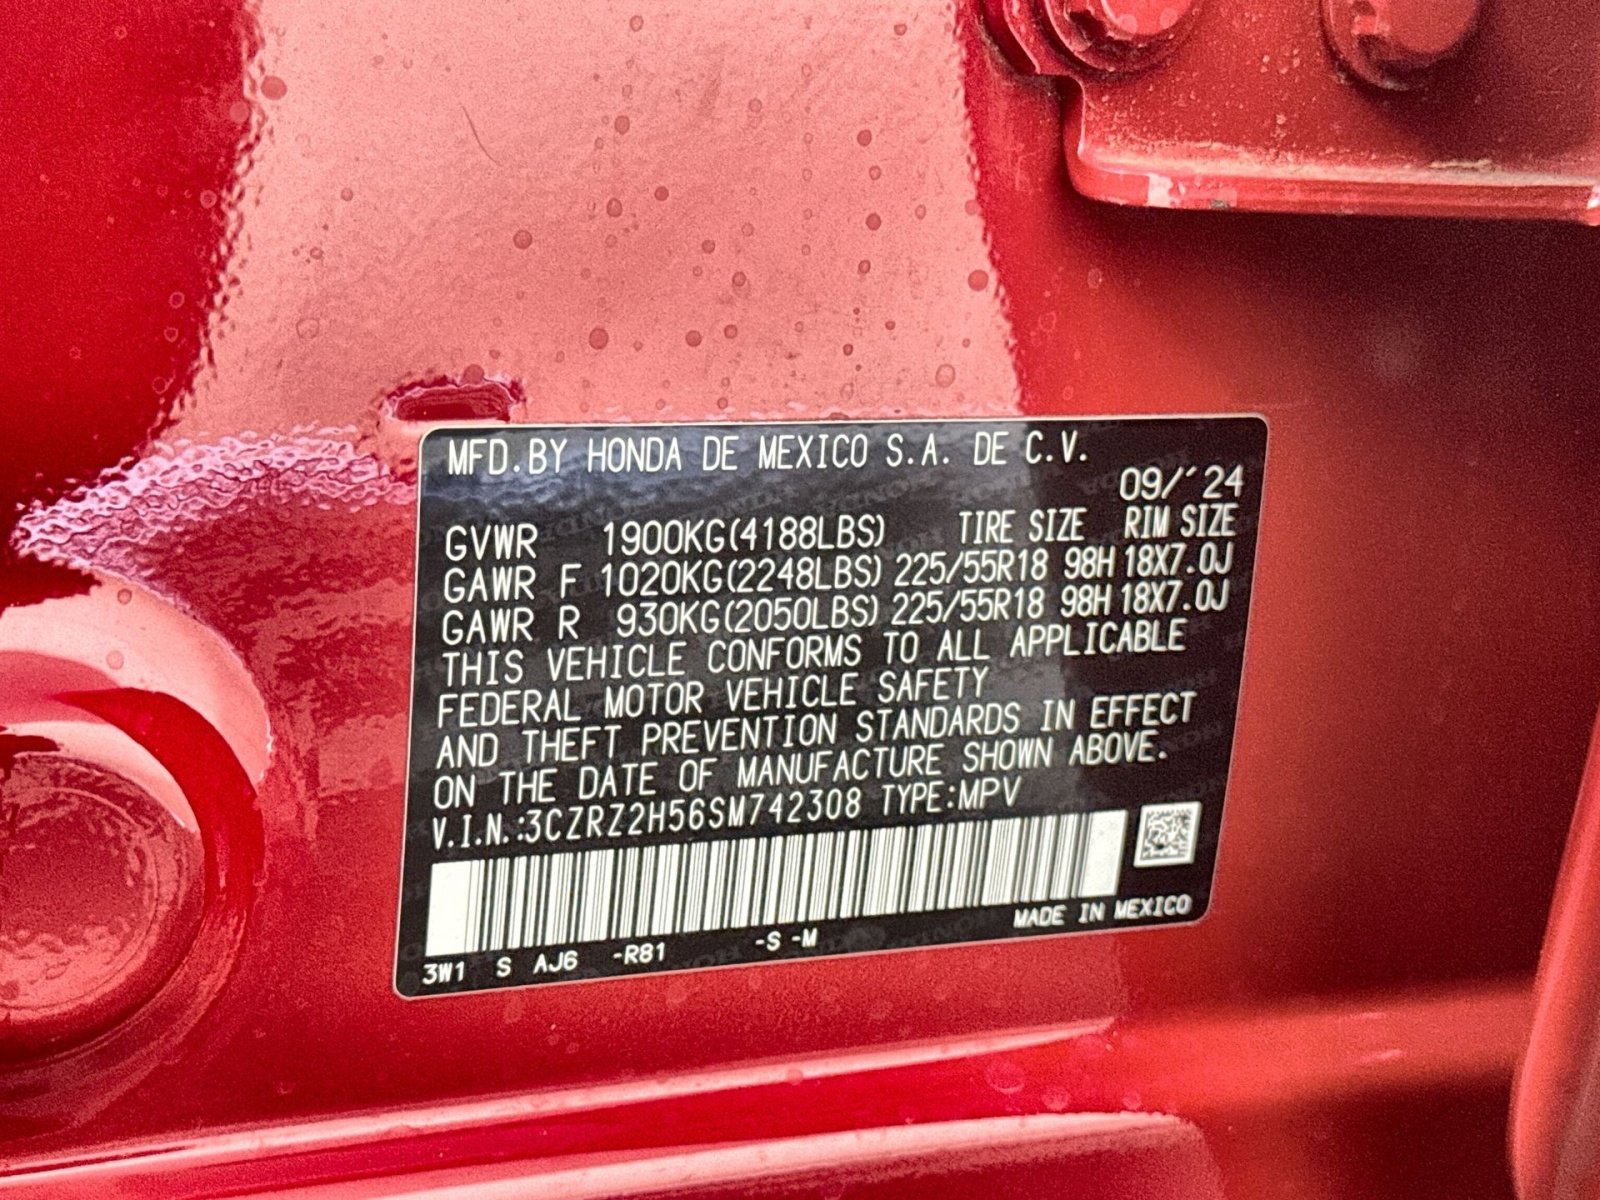 MFD.BY HONDA DE MEXICO S.A. DE C.V.
09/´24
GVWR 1900KG(4188LBS) TIRE SIZE RIM SIZE
GAWR F 1020KG(2248LBS) 225/55R18 98H 18X7.0J
GAWR R 930KG(2050LBS) 225/55R18 98H 18X7.0J
THIS VEHICLE CONFORMS TO ALL APPLICABLE
FEDERAL MOTOR VEHICLE SAFETY
AND THEFT PREVENTION STANDARDS IN EFFECT
ON THE DATE OF MANUFACTURE SHOWN ABOVE.
V.I.N.:3CZRZ2H56SM742308 TYPE:MPV
MADE IN MEXICO
3W1 S AJ6 -R81 -S -M